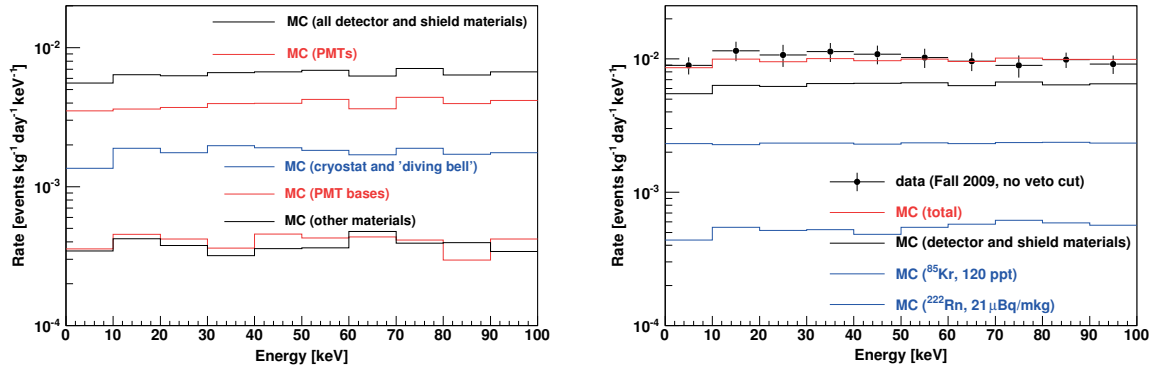 Rate [events kg⁻¹ day⁻¹ keV⁻¹]
10⁻²
10⁻³
10⁻⁴
MC (all detector and shield materials)
MC (PMTs)
MC (cryostat and 'diving bell')
MC (PMT bases)
MC (other materials)
0 10 20 30 40 50 60 70 80 90 100
Energy [keV]
Rate [events kg⁻¹ day⁻¹ keV⁻¹]
10⁻²
10⁻³
10⁻⁴
data (Fall 2009, no veto cut)
MC (total)
MC (detector and shield materials)
MC (⁸⁵Kr, 120 ppt)
MC (²²²Rn, 21 μBq/mkg)
0 10 20 30 40 50 60 70 80 90 100
Energy [keV]